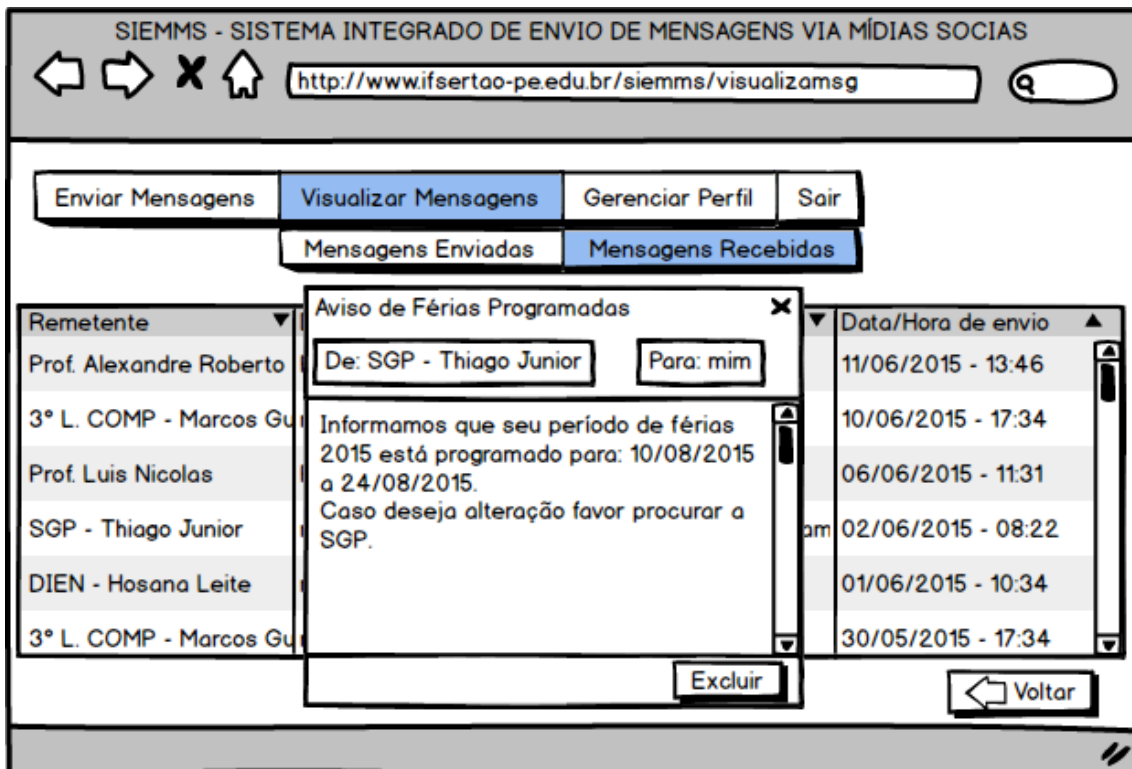 SIEMMS - SISTEMA INTEGRADO DE ENVIO DE MENSAGENS VIA MÍDIAS SOCIAS
http://www.ifsertao-pe.edu.br/siemms/visualizamsg
Enviar Mensagens Visualizar Mensagens Gerenciar Perfil Sair
Mensagens Enviadas Mensagens Recebidas
Aviso de Férias Programadas
De: SGP - Thiago Junior Para: mim
Informamos que seu período de férias
2015 está programado para: 10/08/2015
a 24/08/2015.
Caso deseja alteração favor procurar a
SGP.
Excluir
Remetente Data/Hora de envio
Prof. Alexandre Roberto 11/06/2015 - 13:46
3° L. COMP - Marcos Gu 10/06/2015 - 17:34
Prof. Luis Nicolas 06/06/2015 - 11:31
SGP - Thiago Junior am 02/06/2015 - 08:22
DIEN - Hosana Leite 01/06/2015 - 10:34
3° L. COMP - Marcos Gu 30/05/2015 - 17:34
Voltar